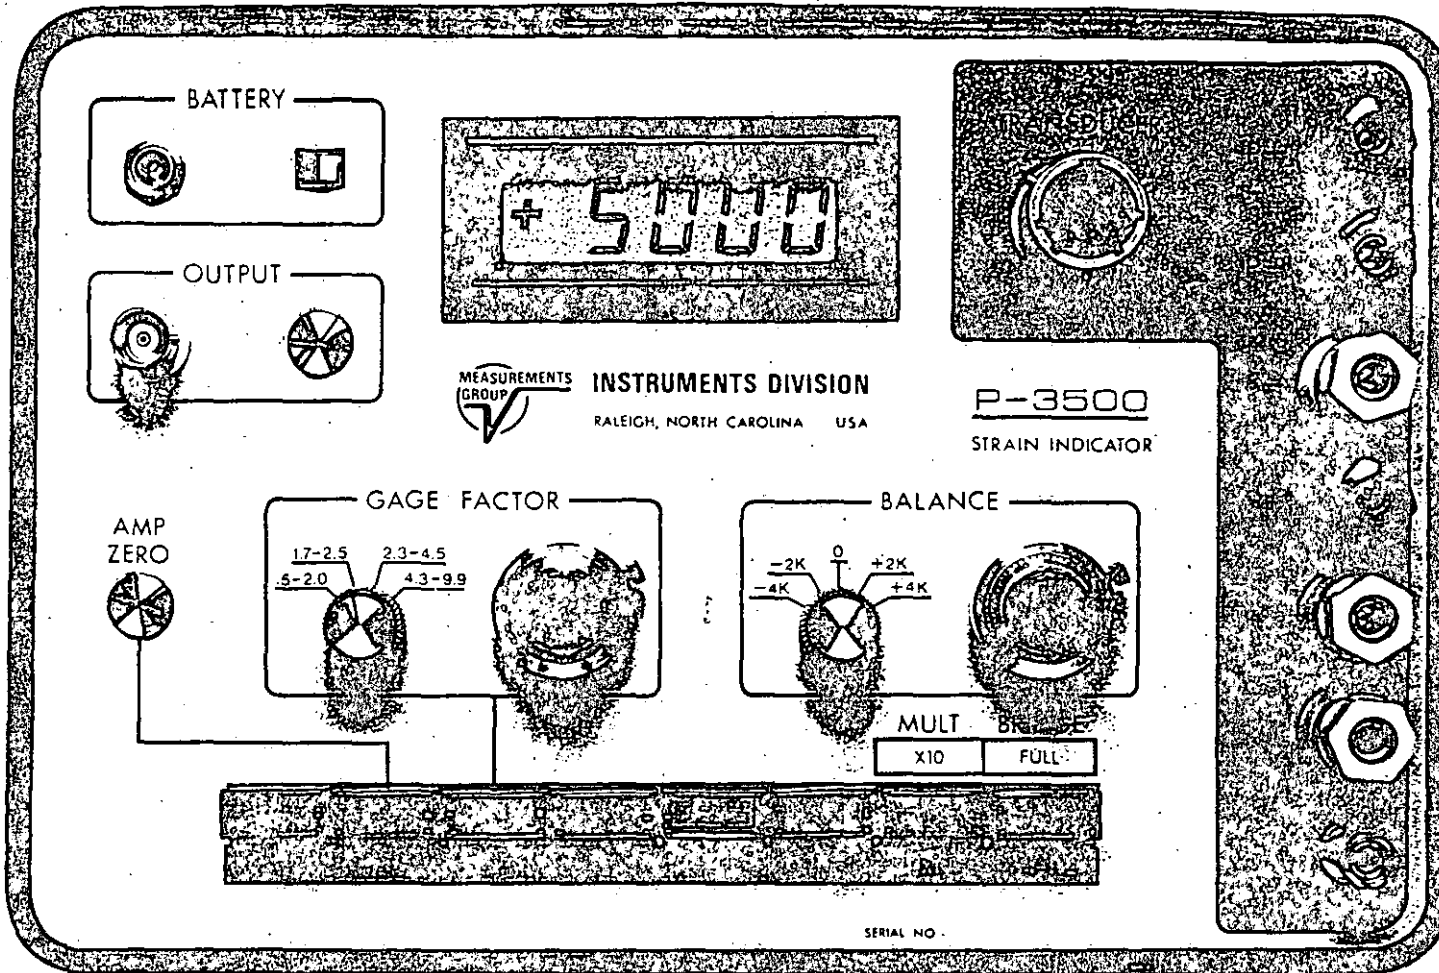 BATTERY
+ 5000
OUTPUT
MEASUREMENTS
GROUP
INSTRUMENTS DIVISION
RALEIGH, NORTH CAROLINA USA
P-3500
STRAIN INDICATOR
AMP
ZERO
GAGE FACTOR
1.7-2.5
2.3-4.5
.5-2.0
4.3-9.9
BALANCE
0
-2K
+2K
-4K
+4K
MULT
X10
FULL
SERIAL NO